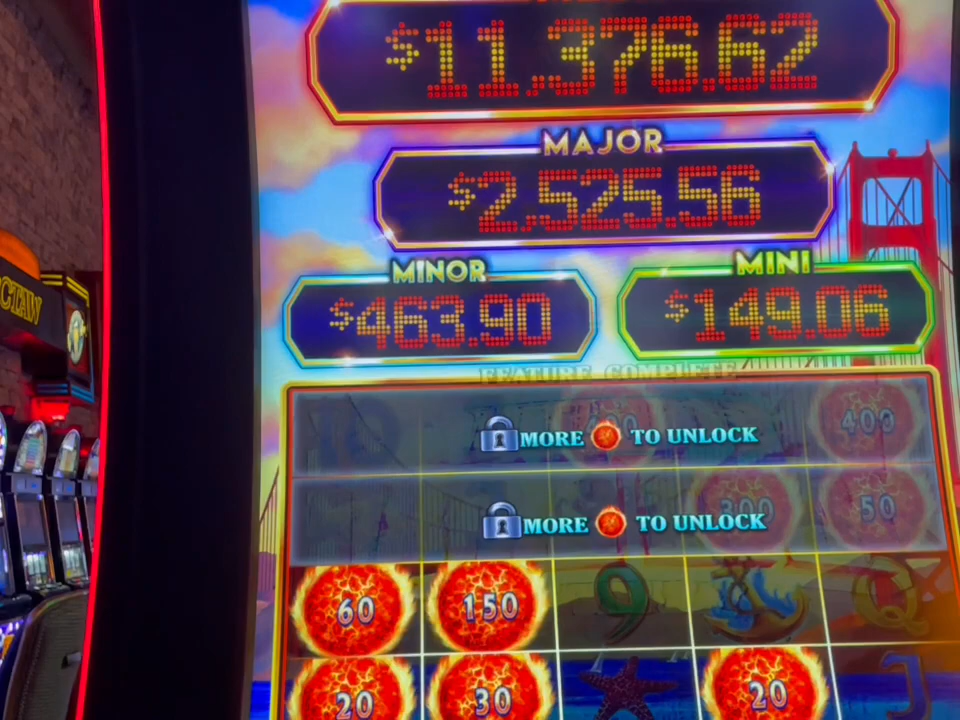 $11,376.62
MAJOR
$2,525.56
MINOR
MINI
$463.90
$149.06
FEATURE COMPLETE
400
MORE TO UNLOCK
300
50
MORE TO UNLOCK
60
150
9
Q
20
30
20
J